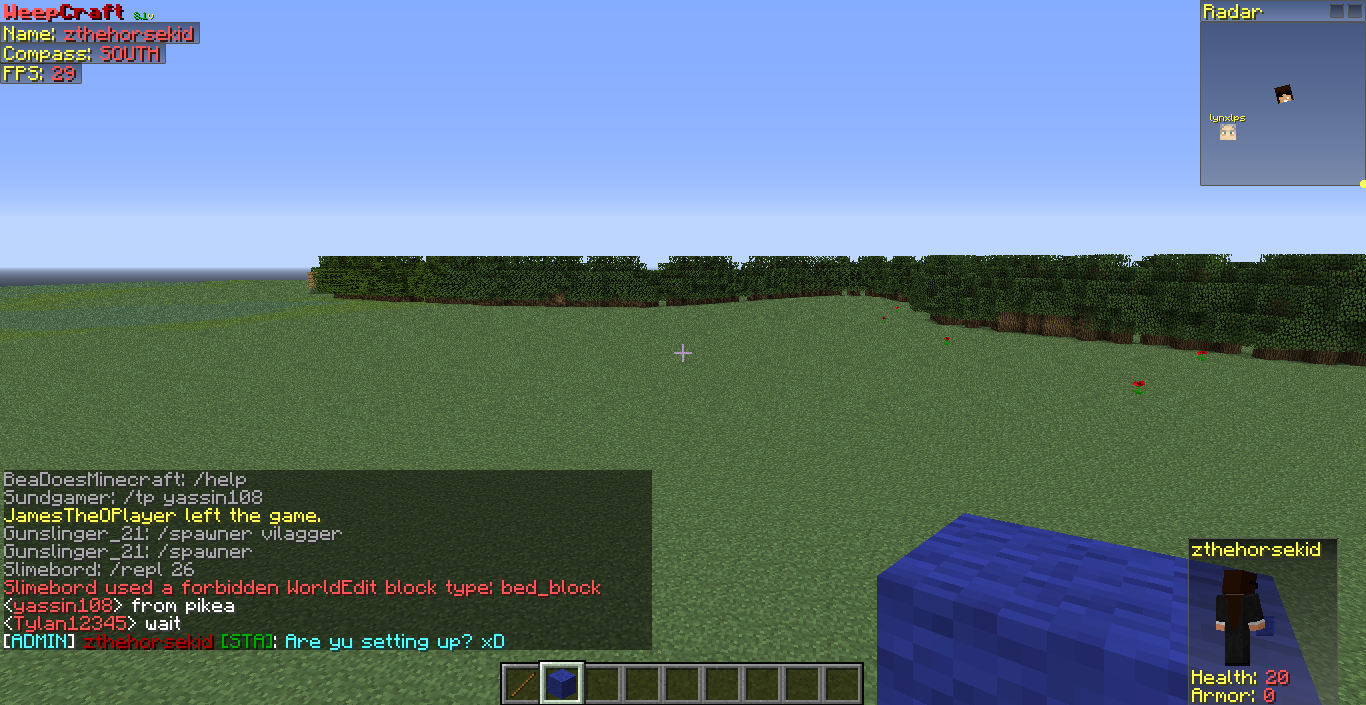 WeepCraft 8.1v
Name: zthehorsekid
Compass: SOUTH
FPS: 29
Radar
lynxlps
BeaDoesMinecraft: /help
Sundgamer: /tp yassin108
JamesTheOPlayer left the game.
Gunslinger_21: /spawner vilagger
Gunslinger_21: /spawner
Slimebord: /repl 26
Slimebord used a forbidden WorldEdit block type: bed_block
<yassin108> from pikea
<Tylan12345> wait
[ADMIN] zthehorsekid [STA]: Are yu setting up? xD
zthehorsekid
Health: 20
Armor: 0